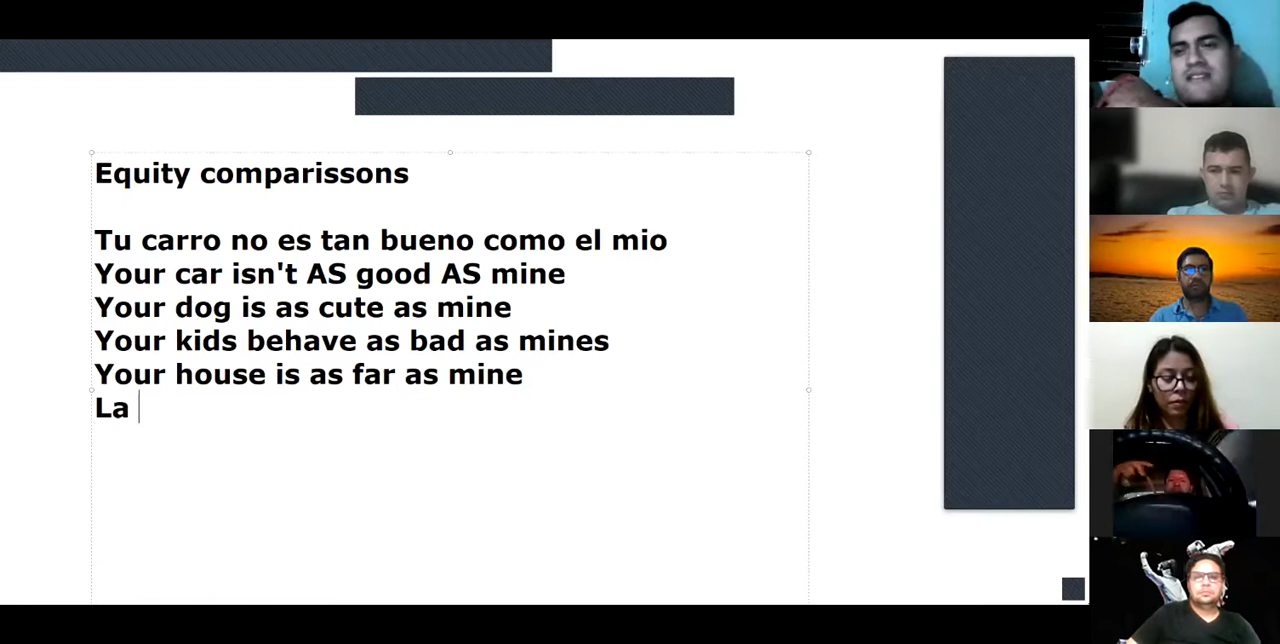 Equity comparissons
Tu carro no es tan bueno como el mio
Your car isn't AS good AS mine
Your dog is as cute as mine
Your kids behave as bad as mines
Your house is as far as mine
La